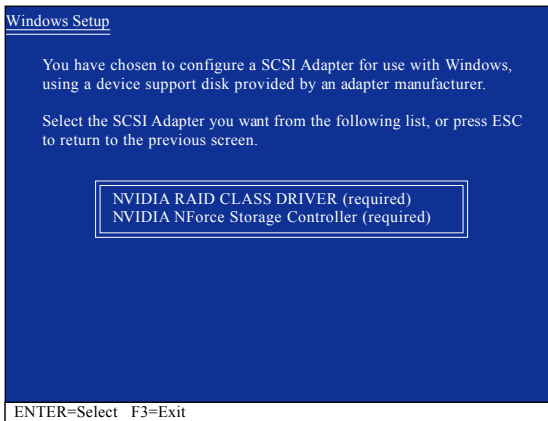 Windows Setup
You have chosen to configure a SCSI Adapter for use with Windows,
using a device support disk provided by an adapter manufacturer.
Select the SCSI Adapter you want from the following list, or press ESC
to return to the previous screen.
NVIDIA RAID CLASS DRIVER (required)
NVIDIA NForce Storage Controller (required)
ENTER=Select F3=Exit